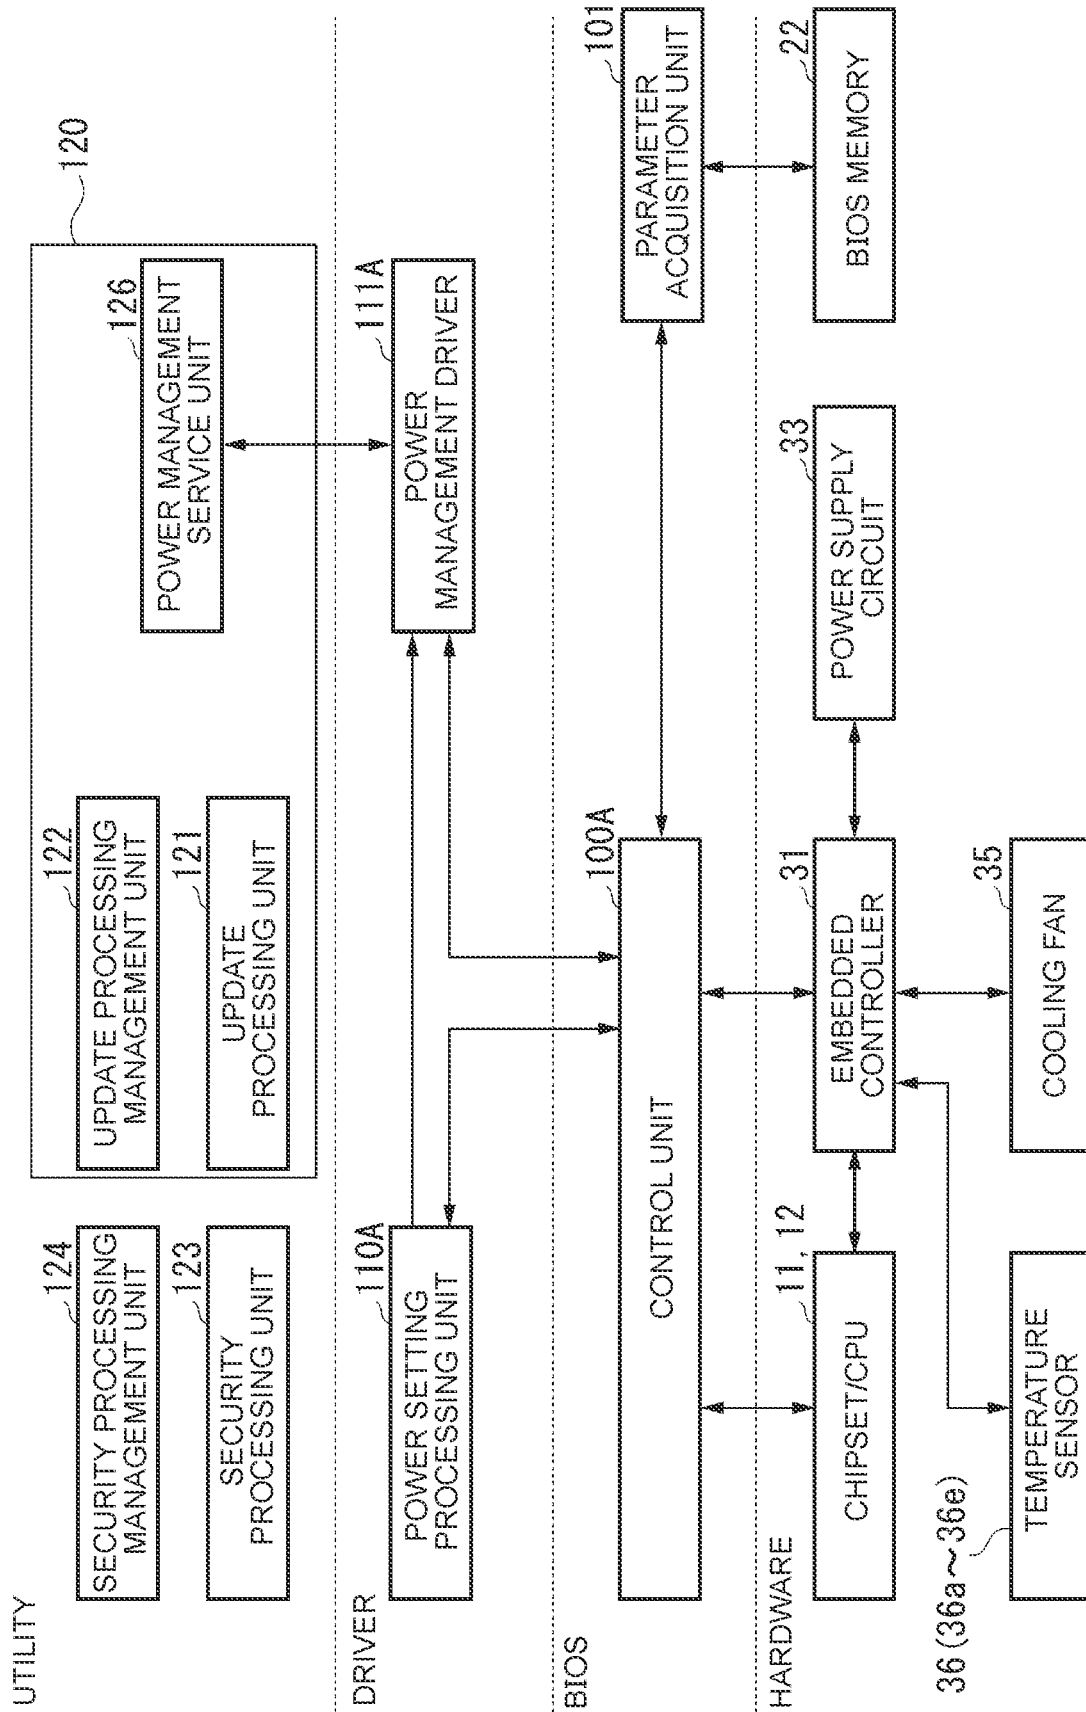 UTILITY
124
SECURITY PROCESSING
MANAGEMENT UNIT
123
SECURITY
PROCESSING UNIT
122
UPDATE PROCESSING
MANAGEMENT UNIT
121
UPDATE
PROCESSING UNIT
126
POWER MANAGEMENT
SERVICE UNIT
120
DRIVER
110A
POWER SETTING
PROCESSING UNIT
111A
POWER
MANAGEMENT DRIVER
BIOS
100A
CONTROL UNIT
101
PARAMETER
ACQUISITION UNIT
HARDWARE
11, 12
CHIPSET/CPU
31
EMBEDDED
CONTROLLER
33
POWER SUPPLY
CIRCUIT
22
BIOS MEMORY
36 (36a～36e)
TEMPERATURE
SENSOR
35
COOLING FAN